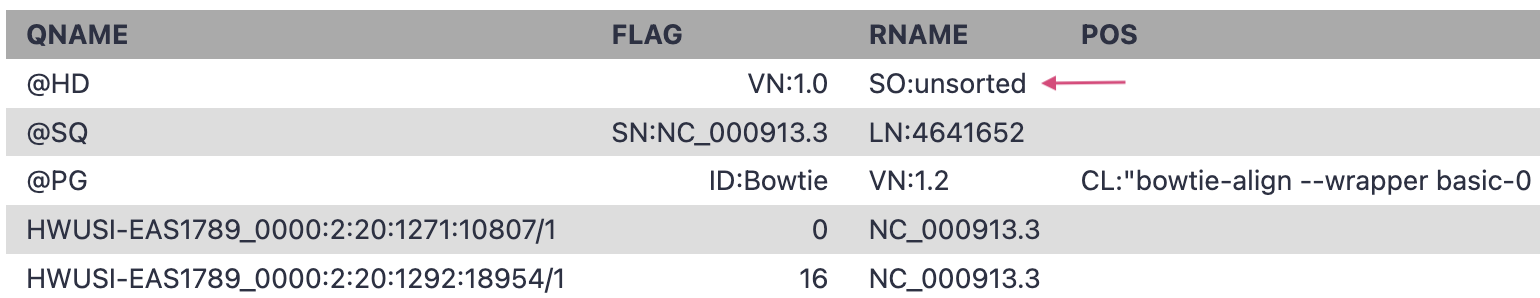 QNAME FLAG RNAME POS
@HD VN:1.0 SO:unsorted
@SQ SN:NC_000913.3 LN:4641652
@PG ID:Bowtie VN:1.2 CL:"bowtie-align --wrapper basic-0
HWUSI-EAS1789_0000:2:20:1271:10807/1 0 NC_000913.3
HWUSI-EAS1789_0000:2:20:1292:18954/1 16 NC_000913.3